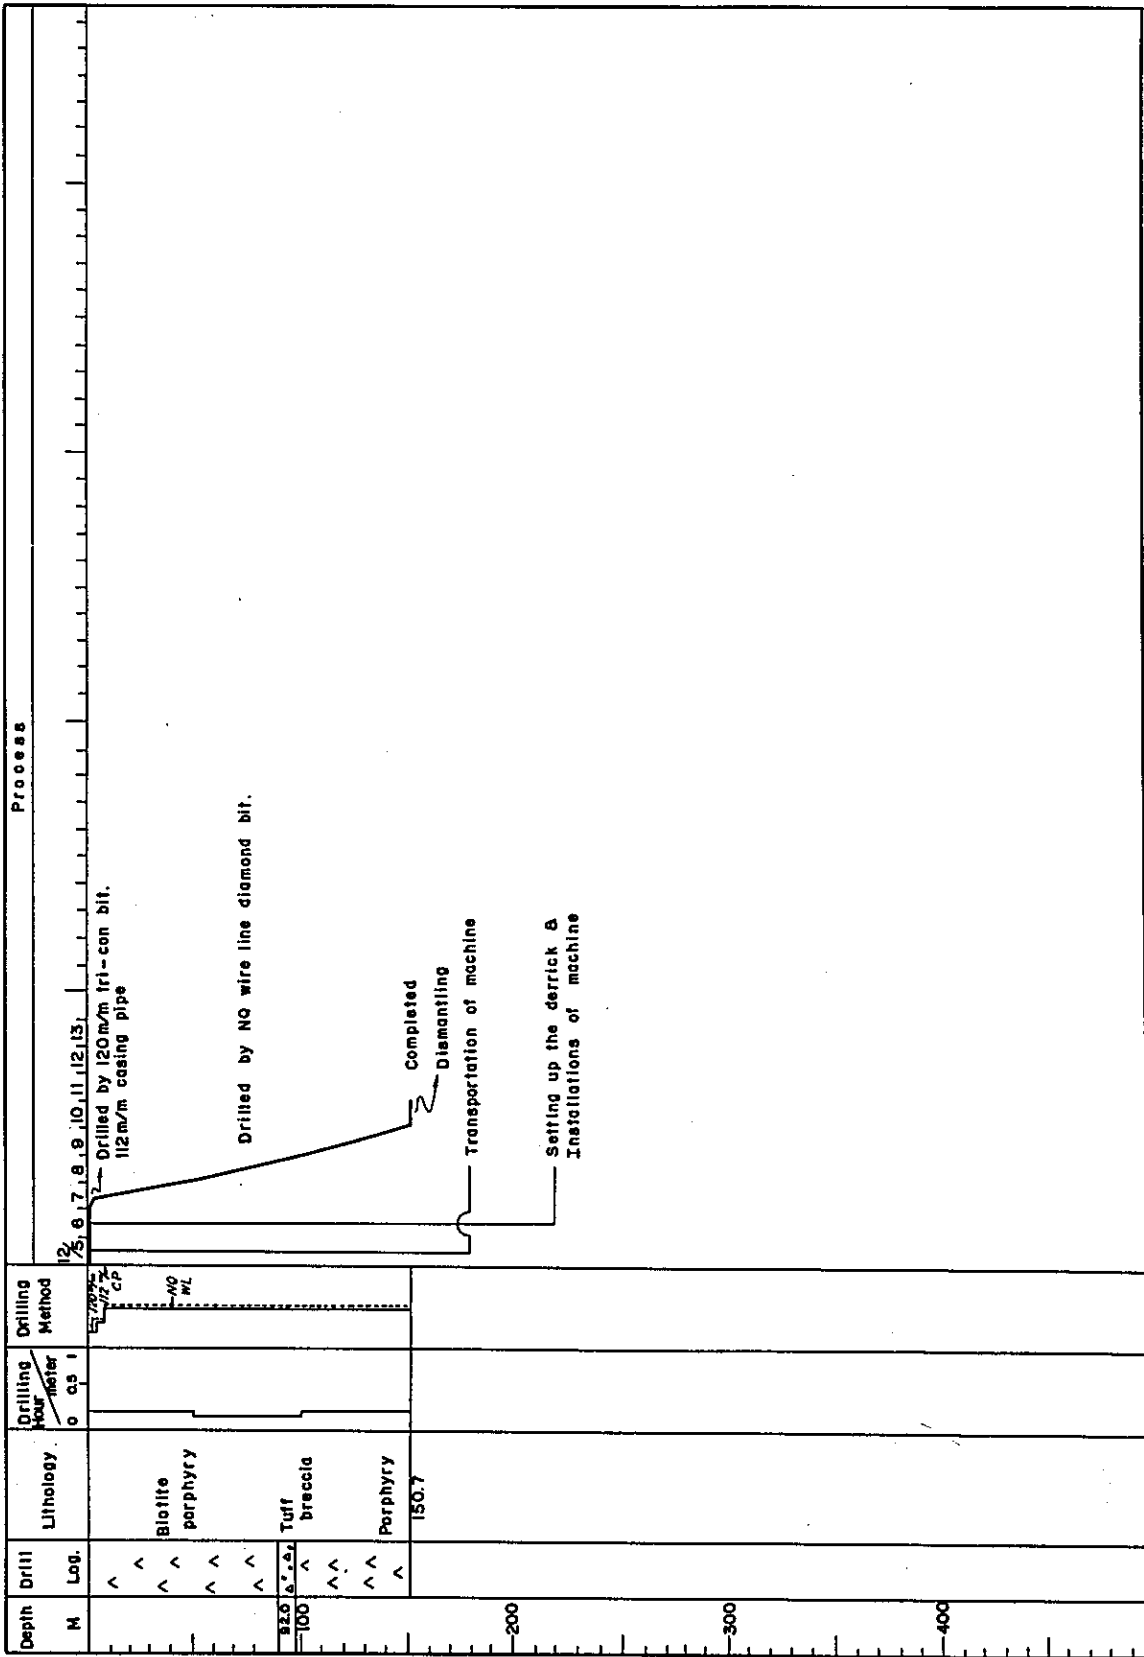 Process
Depth
M
Drill
Log.
Lithology
Drilling
Hour/meter
0 0.5 1
Drilling
Method
12/5 6 7 8 9 10 11 12 13
120 m/m
112 m/m
CP
NQ
WL
Drilled by 120m/m tri-con bit.
112m/m casing pipe
Drilled by NQ wire line diamond bit.
Completed
Dismantling
Transportation of machine
Setting up the derrick &
Installations of machine
Biotite
porphyry
92.0
Tuff
breccia
100
Porphyry
150.7
200
300
400